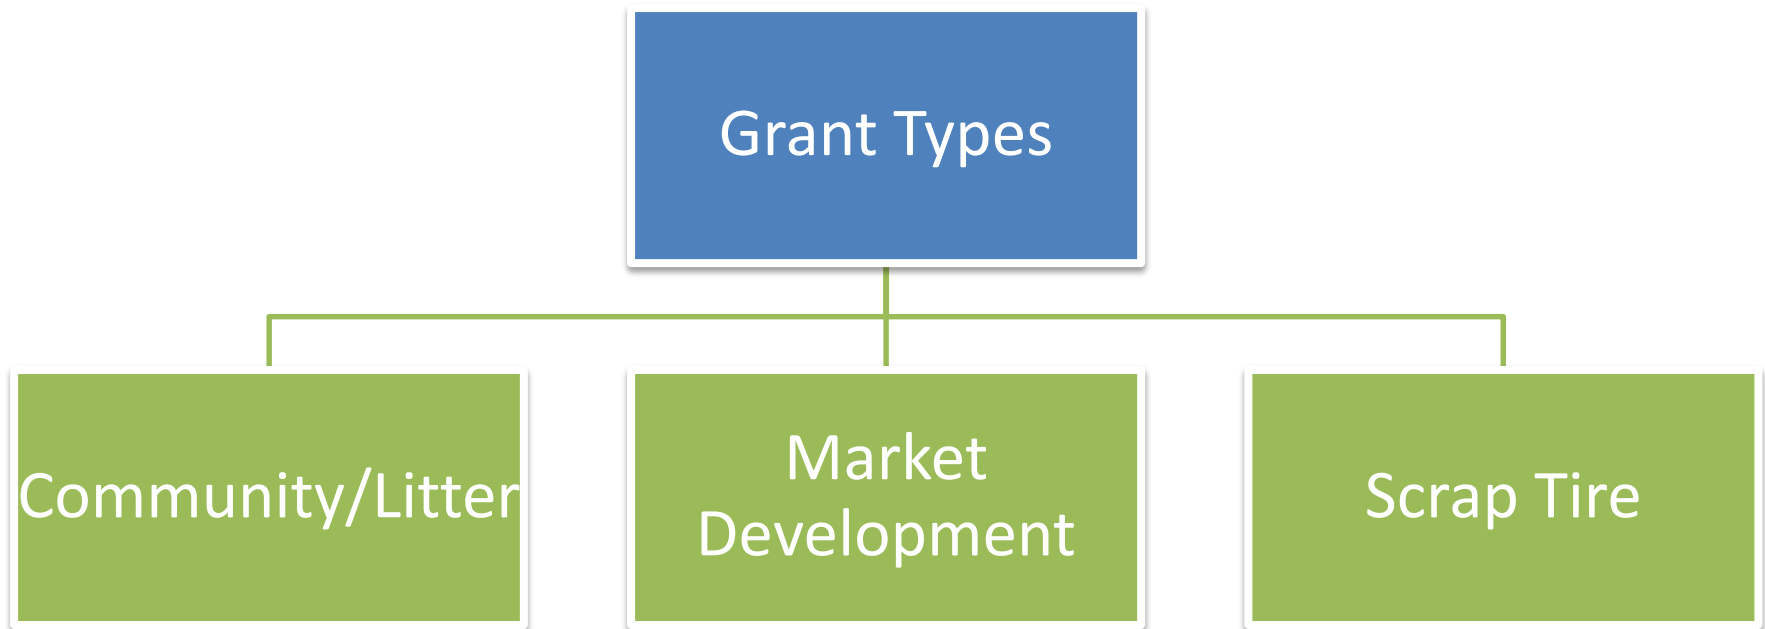 Grant Types
Community/Litter
Market
Development
Scrap Tire